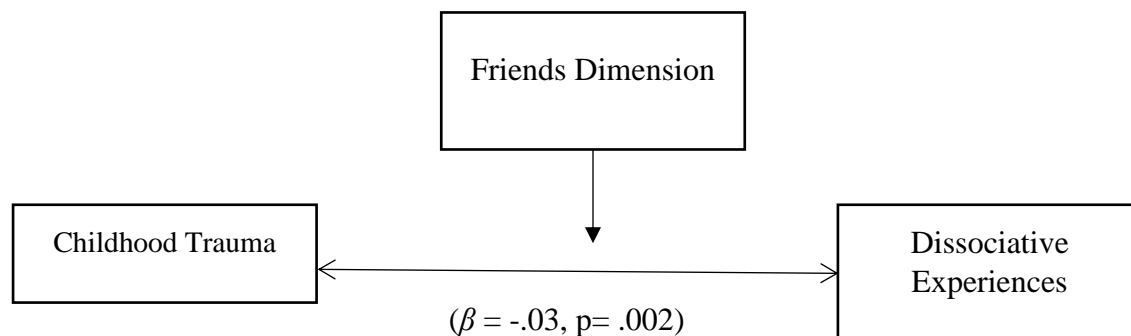 Friends Dimension
Childhood Trauma
Dissociative
Experiences
(β = -.03, p= .002)